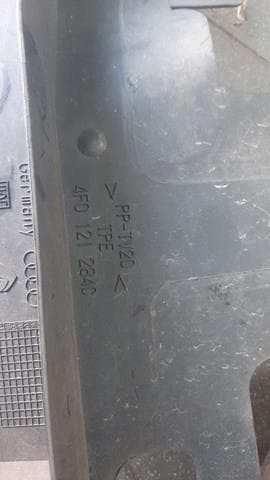 > PP-TV20 <
TPE
4F0 121 284C
Germany